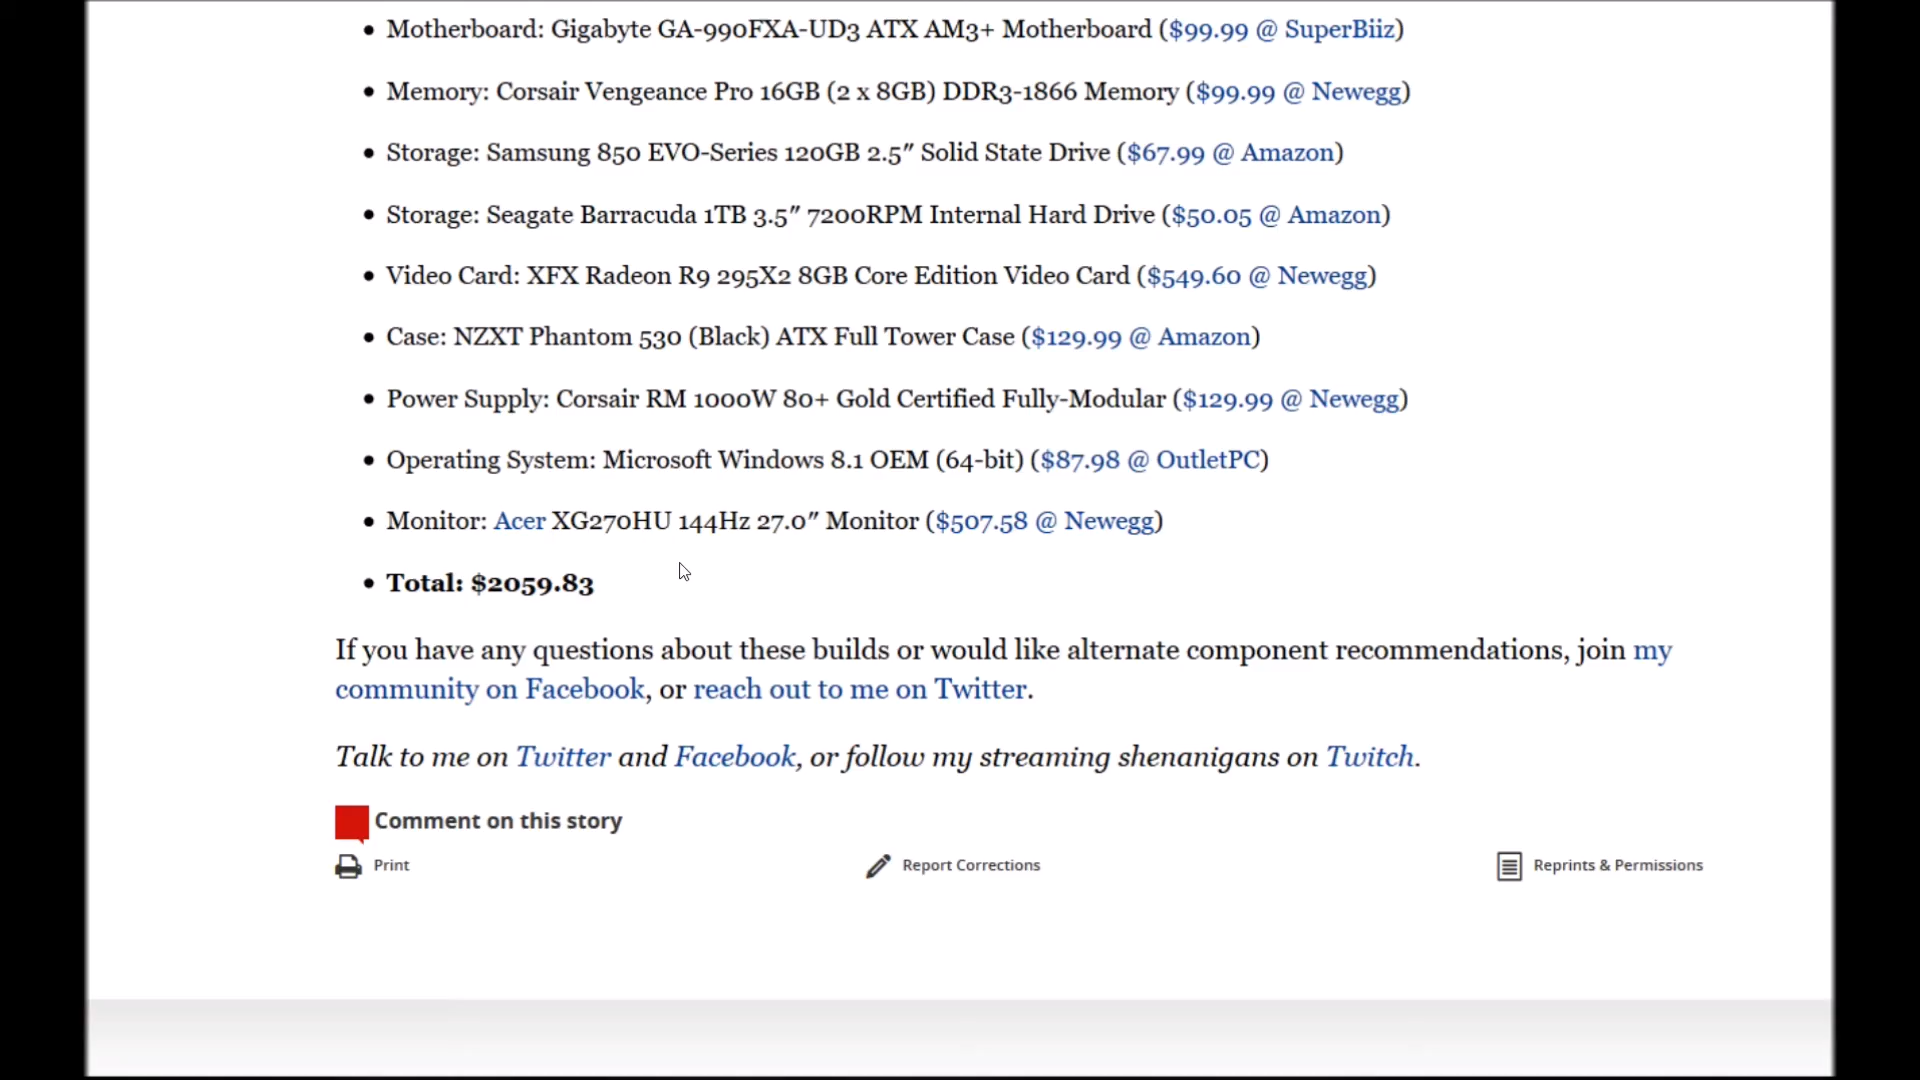 Motherboard: Gigabyte GA-990FXA-UD3 ATX AM3+ Motherboard ($99.99 @ SuperBiiz)
Memory: Corsair Vengeance Pro 16GB (2 x 8GB) DDR3-1866 Memory ($99.99 @ Newegg)
Storage: Samsung 850 EVO-Series 120GB 2.5″ Solid State Drive ($67.99 @ Amazon)
Storage: Seagate Barracuda 1TB 3.5″ 7200RPM Internal Hard Drive ($50.05 @ Amazon)
Video Card: XFX Radeon R9 295X2 8GB Core Edition Video Card ($549.60 @ Newegg)
Case: NZXT Phantom 530 (Black) ATX Full Tower Case ($129.99 @ Amazon)
Power Supply: Corsair RM 1000W 80+ Gold Certified Fully-Modular ($129.99 @ Newegg)
Operating System: Microsoft Windows 8.1 OEM (64-bit) ($87.98 @ OutletPC)
Monitor: Acer XG270HU 144Hz 27.0″ Monitor ($507.58 @ Newegg)
Total: $2059.83
If you have any questions about these builds or would like alternate component recommendations, join my
community on Facebook, or reach out to me on Twitter.
Talk to me on Twitter and Facebook, or follow my streaming shenanigans on Twitch.
Comment on this story
Print
Report Corrections
Reprints & Permissions